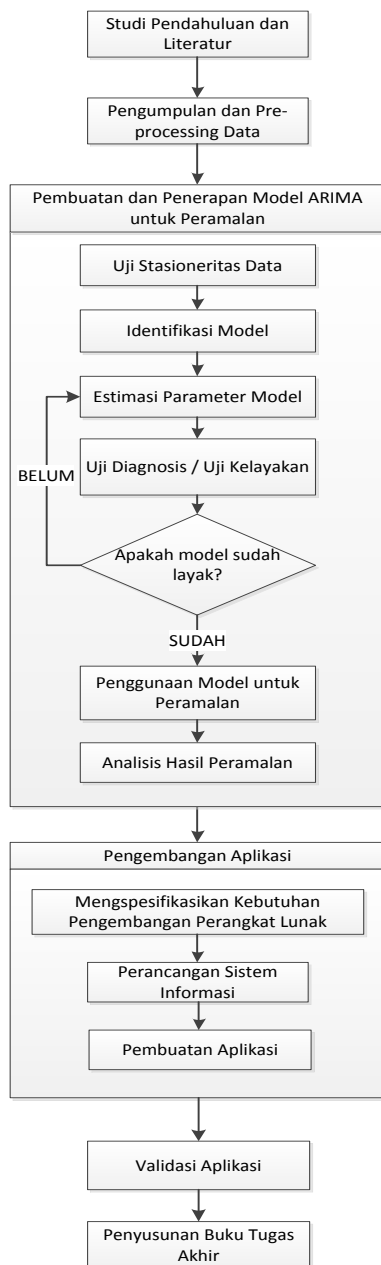 Studi Pendahuluan dan
Literatur
Pengumpulan dan Pre-
processing Data
Pembuatan dan Penerapan Model ARIMA
untuk Peramalan
Uji Stasioneritas Data
Identifikasi Model
Estimasi Parameter Model
Uji Diagnosis / Uji Kelayakan
BELUM
Apakah model sudah
layak?
SUDAH
Penggunaan Model untuk
Peramalan
Analisis Hasil Peramalan
Pengembangan Aplikasi
Mengspesifikasikan Kebutuhan
Pengembangan Perangkat Lunak
Perancangan Sistem
Informasi
Pembuatan Aplikasi
Validasi Aplikasi
Penyusunan Buku Tugas
Akhir